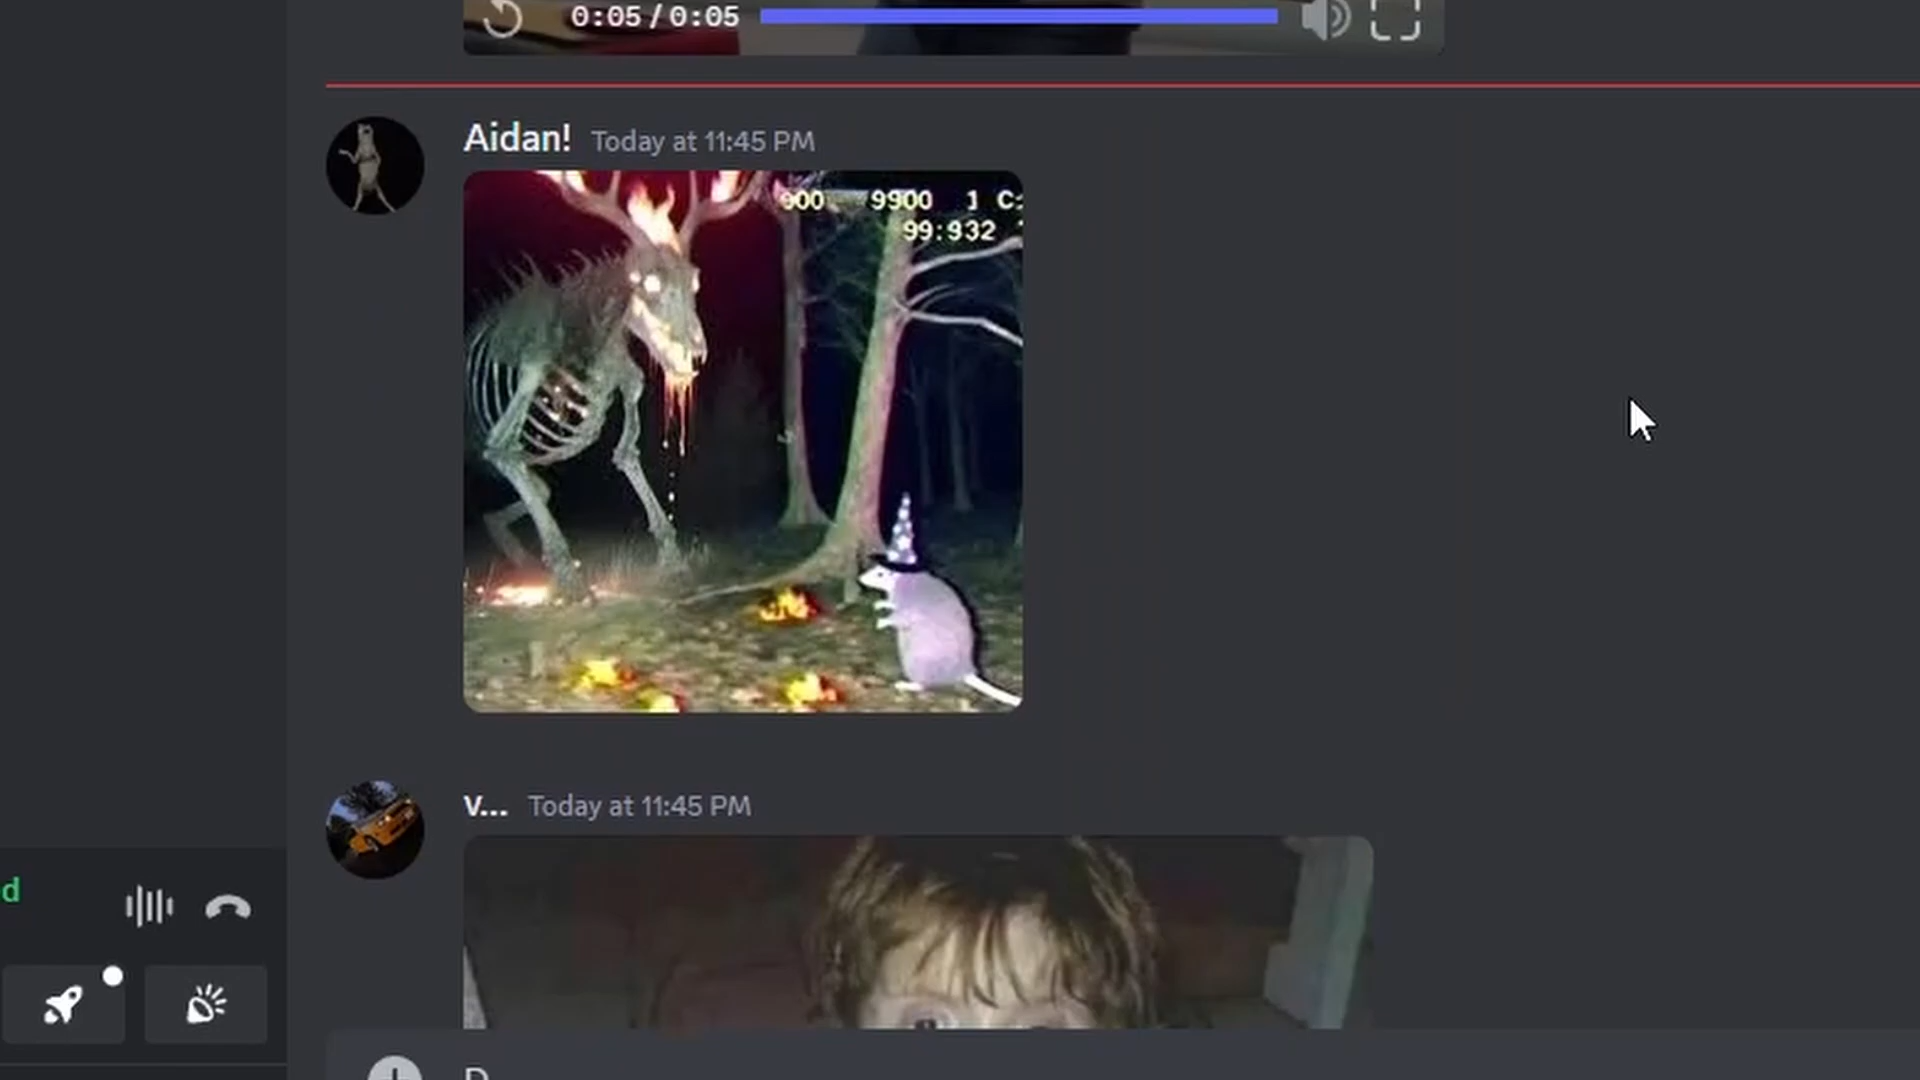 0:05 / 0:05
Aidan! Today at 11:45 PM
900 9900 1 C:
99:932
V... Today at 11:45 PM
d